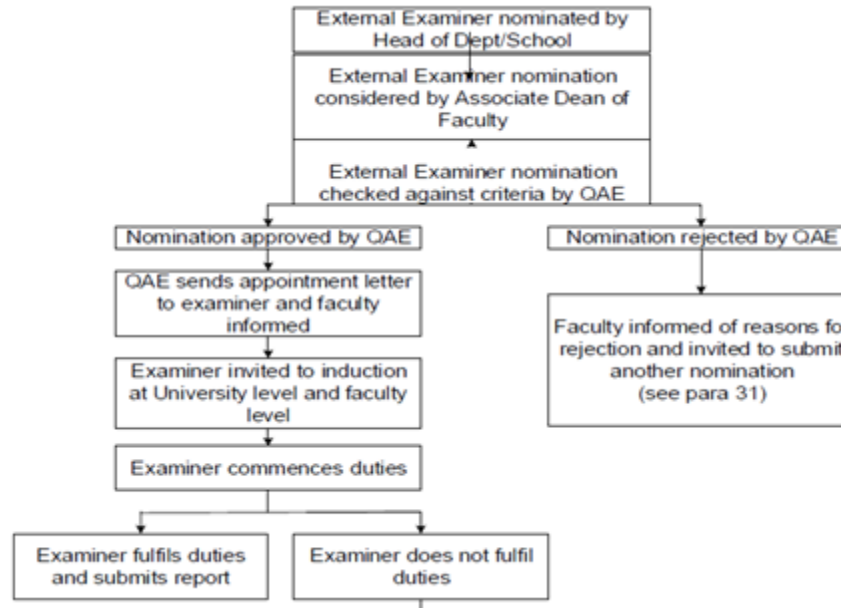 External Examiner nominated by
Head of Dept/School
External Examiner nomination
considered by Associate Dean of
Faculty
External Examiner nomination
checked against criteria by QAE
Nomination approved by QAE
Nomination rejected by QAE
QAE sends appointment letter
to examiner and faculty
informed
Faculty informed of reasons fo
rejection and invited to submit
another nomination
(see para 31)
Examiner invited to induction
at University level and faculty
level
Examiner commences duties
Examiner fulfils duties
and submits report
Examiner does not fulfil
duties